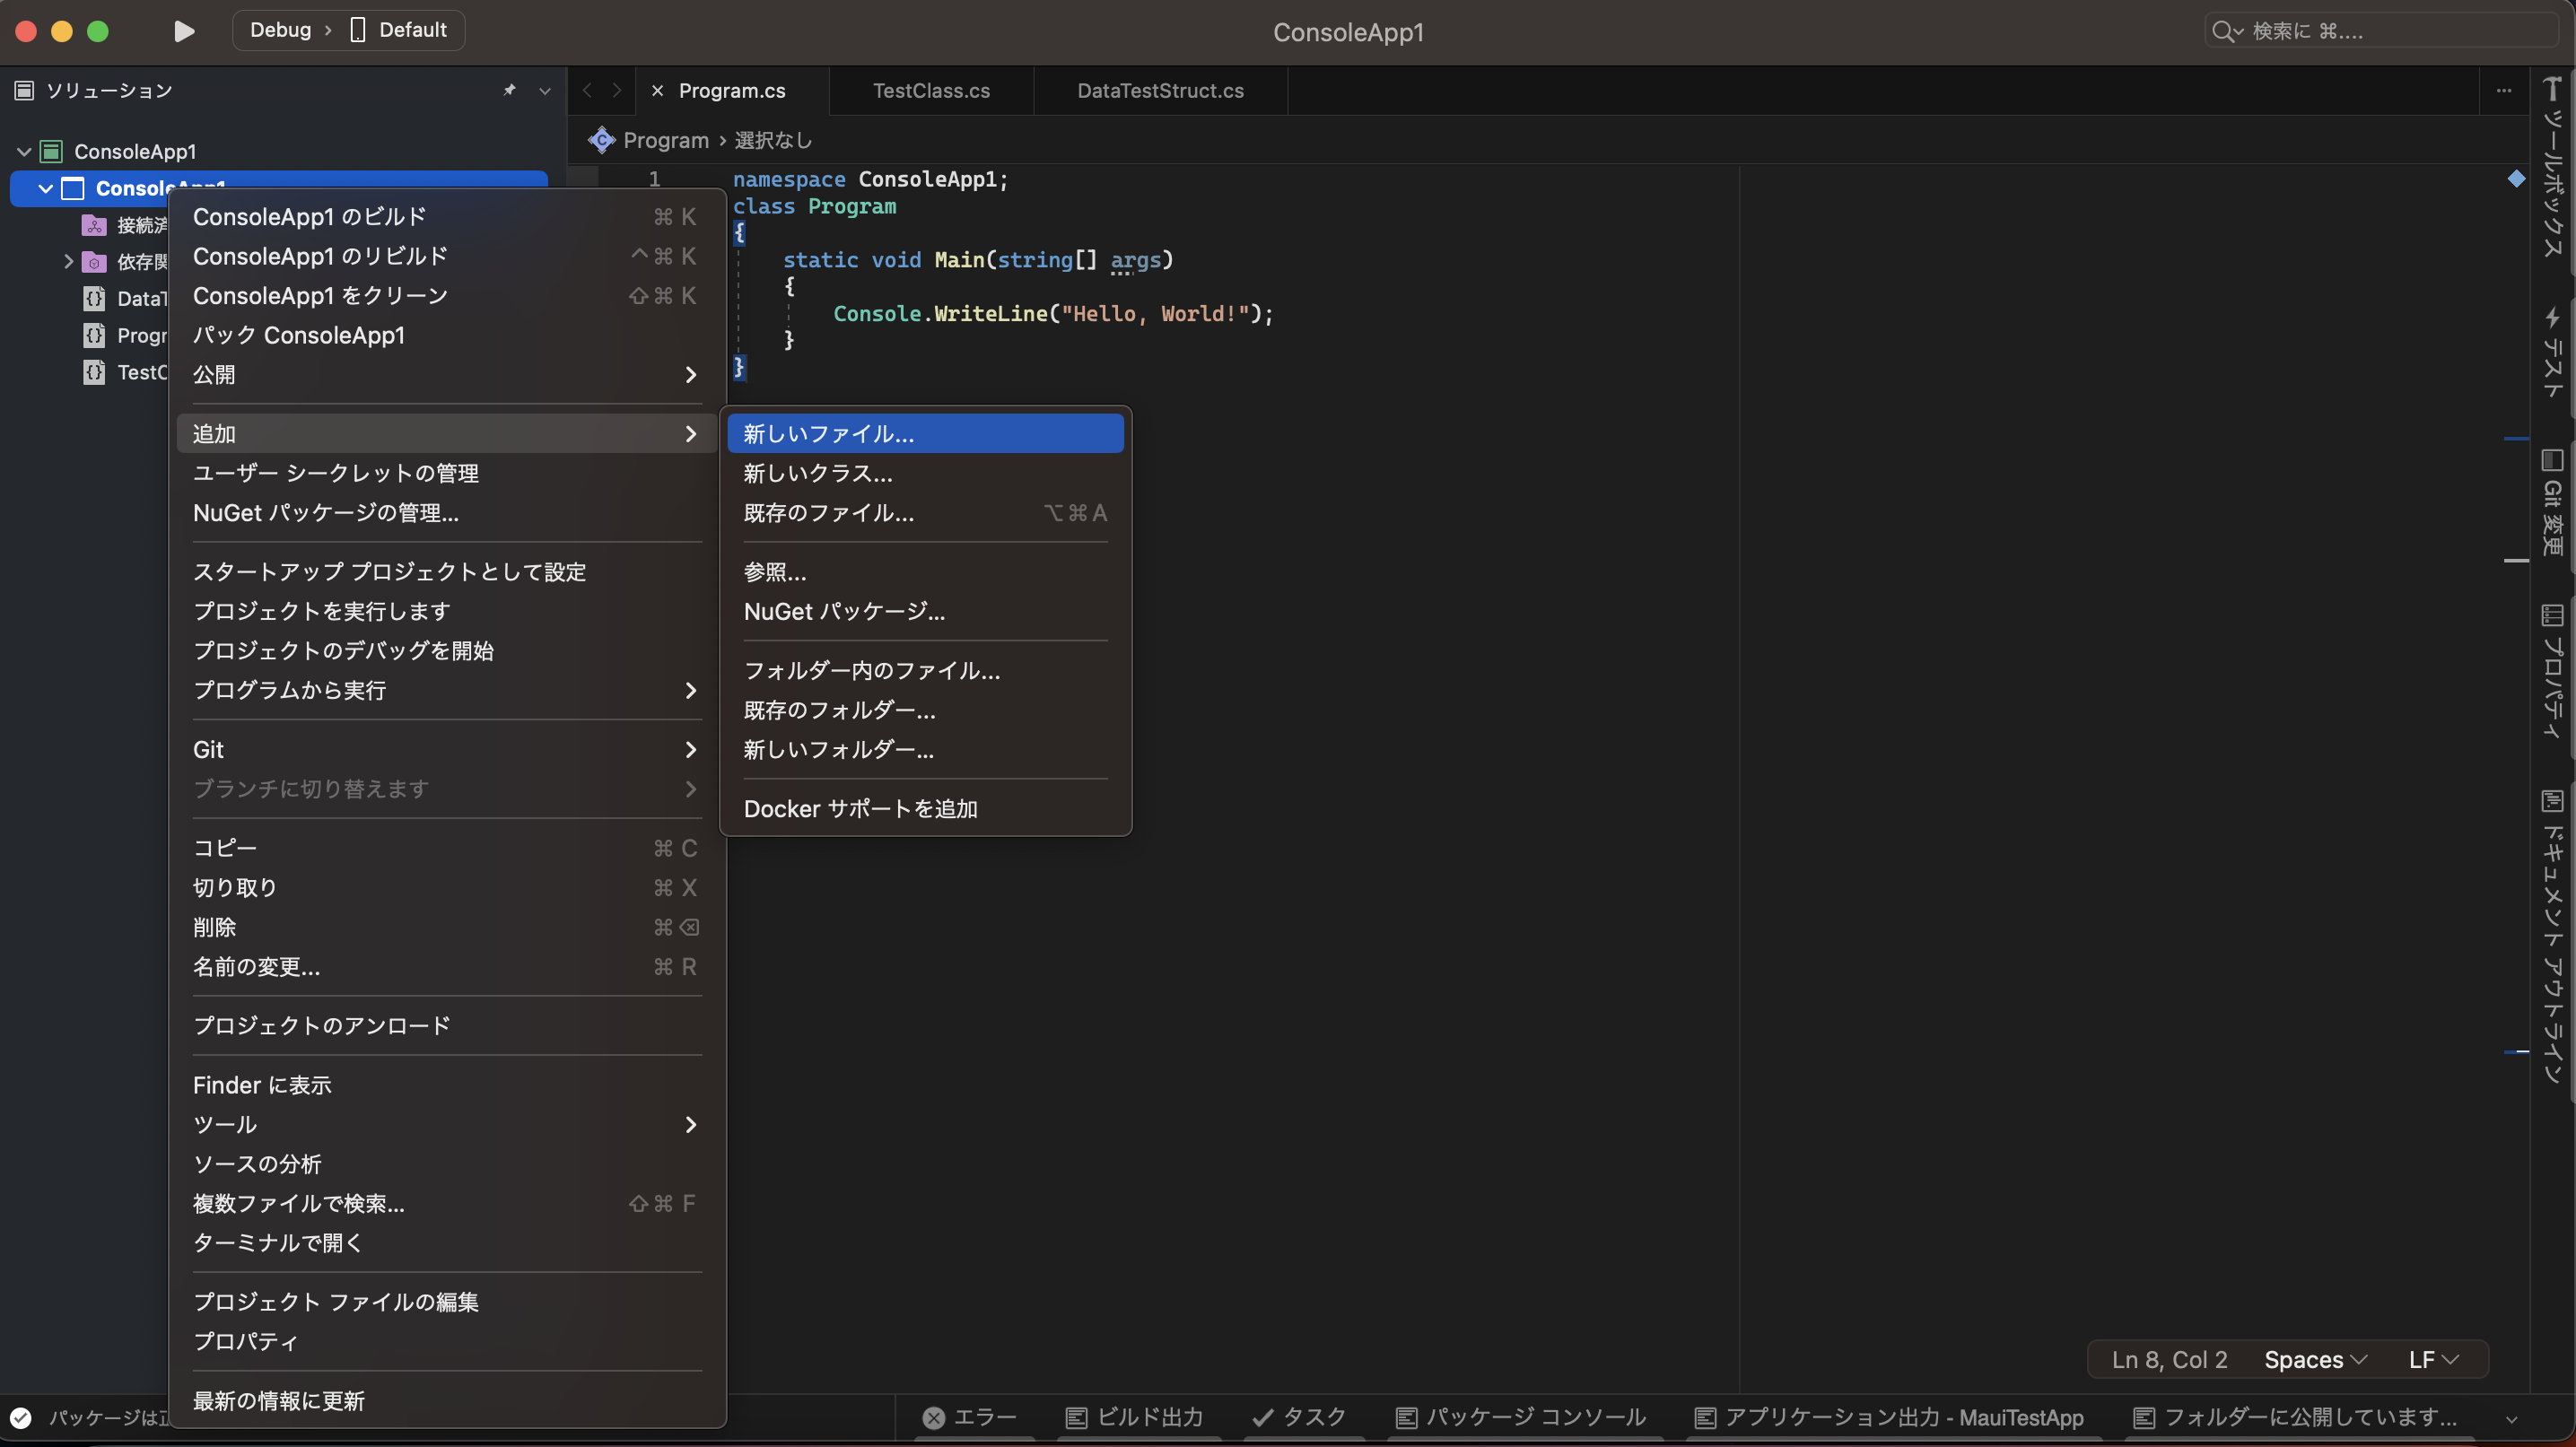 Debug › Default
ConsoleApp1
検索に ⌘....
ソリューション
Program.cs
TestClass.cs
DataTestStruct.cs
Program › 選択なし
ConsoleApp1
ConsoleApp1
接続済
依存関
DataT
Progr
TestC
ConsoleApp1 のビルド ⌘ K
ConsoleApp1 のリビルド ^⌘ K
ConsoleApp1 をクリーン ⇧⌘ K
パック ConsoleApp1
公開
追加
ユーザー シークレットの管理
NuGet パッケージの管理...
スタートアップ プロジェクトとして設定
プロジェクトを実行します
プロジェクトのデバッグを開始
プログラムから実行
Git
ブランチに切り替えます
コピー ⌘ C
切り取り ⌘ X
削除 ⌘⌫
名前の変更... ⌘ R
プロジェクトのアンロード
Finder に表示
ツール
ソースの分析
複数ファイルで検索... ⇧⌘ F
ターミナルで開く
プロジェクト ファイルの編集
プロパティ
最新の情報に更新
新しいファイル...
新しいクラス...
既存のファイル... ⌥⌘A
参照...
NuGet パッケージ...
フォルダー内のファイル...
既存のフォルダー...
新しいフォルダー...
Docker サポートを追加
1 namespace ConsoleApp1;
class Program
{
static void Main(string[] args)
{
Console.WriteLine("Hello, World!");
}
}
ツールボックス
テスト
Git 変更
プロパティ
ドキュメント アウトライン
Ln 8, Col 2 Spaces LF
パッケージは正
エラー
ビルド出力
タスク
パッケージ コンソール
アプリケーション出力 - MauiTestApp
フォルダーに公開しています...